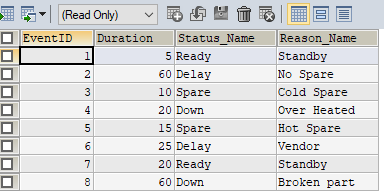 (Read Only)
EventID Duration Status_Name Reason_Name
1 5 Ready Standby
2 60 Delay No Spare
3 10 Spare Cold Spare
4 20 Down Over Heated
5 15 Spare Hot Spare
6 25 Delay Vendor
7 20 Ready Standby
8 60 Down Broken part